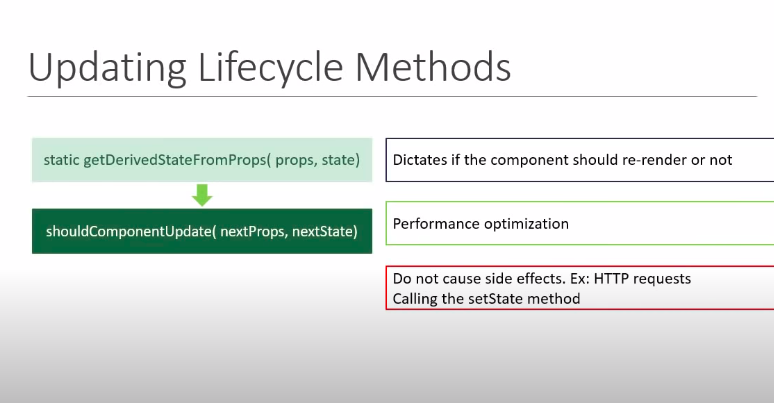 Updating Lifecycle Methods
static getDerivedStateFromProps( props, state)
Dictates if the component should re-render or not
shouldComponentUpdate( nextProps, nextState)
Performance optimization
Do not cause side effects. Ex: HTTP requests
Calling the setState method